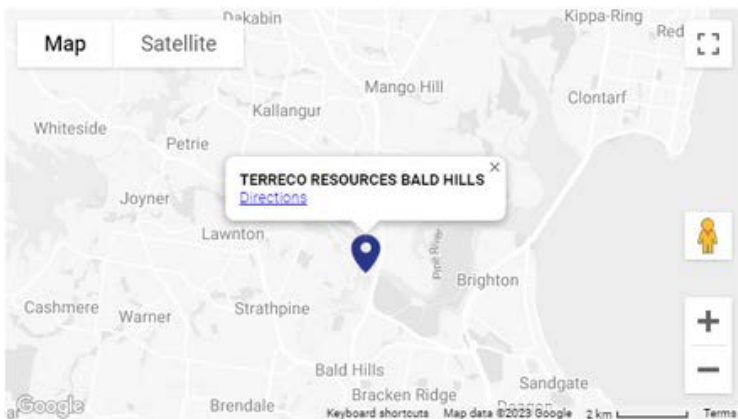 Dakabin
Kippa-Ring
Map Satellite
Red
Mango Hill
Clontarf
Kallangur
Whiteside
Petrie
TERRECO RESOURCES BALD HILLS
Directions
Joyner
Lawnton
Pine River
Brighton
Cashmere
Warner
Strathpine
Bald Hills
Sandgate
Bracken Ridge
Google
Brendale
Deagon
Keyboard shortcuts Map data ©2023 Google 2 km Terms